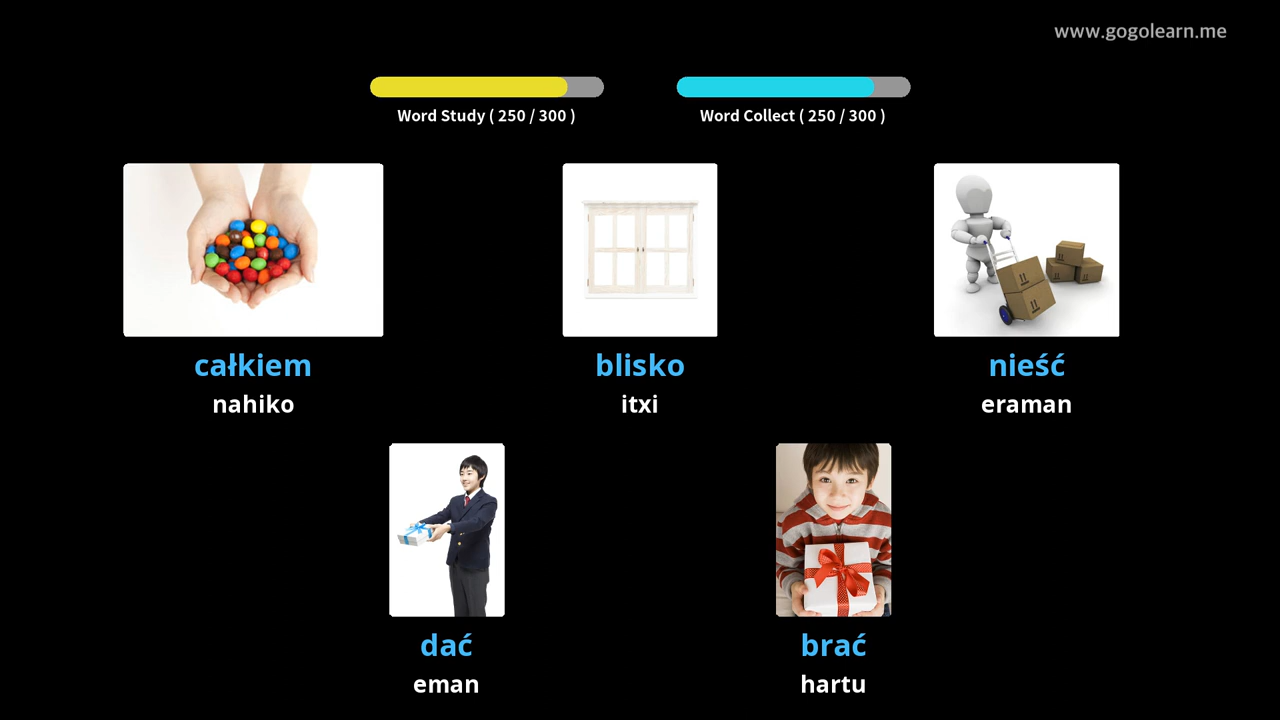 www.gogolearn.me
Word Study ( 250 / 300 )
Word Collect ( 250 / 300 )
całkiem
nahiko
blisko
itxi
nieść
eraman
dać
eman
brać
hartu